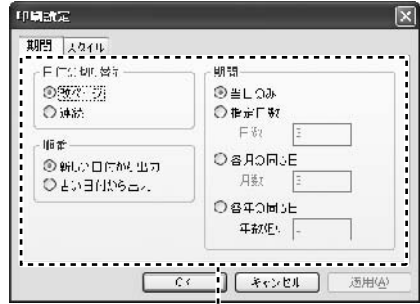 印刷設定
期間 スタイル
連続
順番
新しい日付から出力
古い日付から出力
期間
当日のみ
指定日数
日数
各月の同じ日
月数
各年の同じ日
OK キャンセル 適用(A)